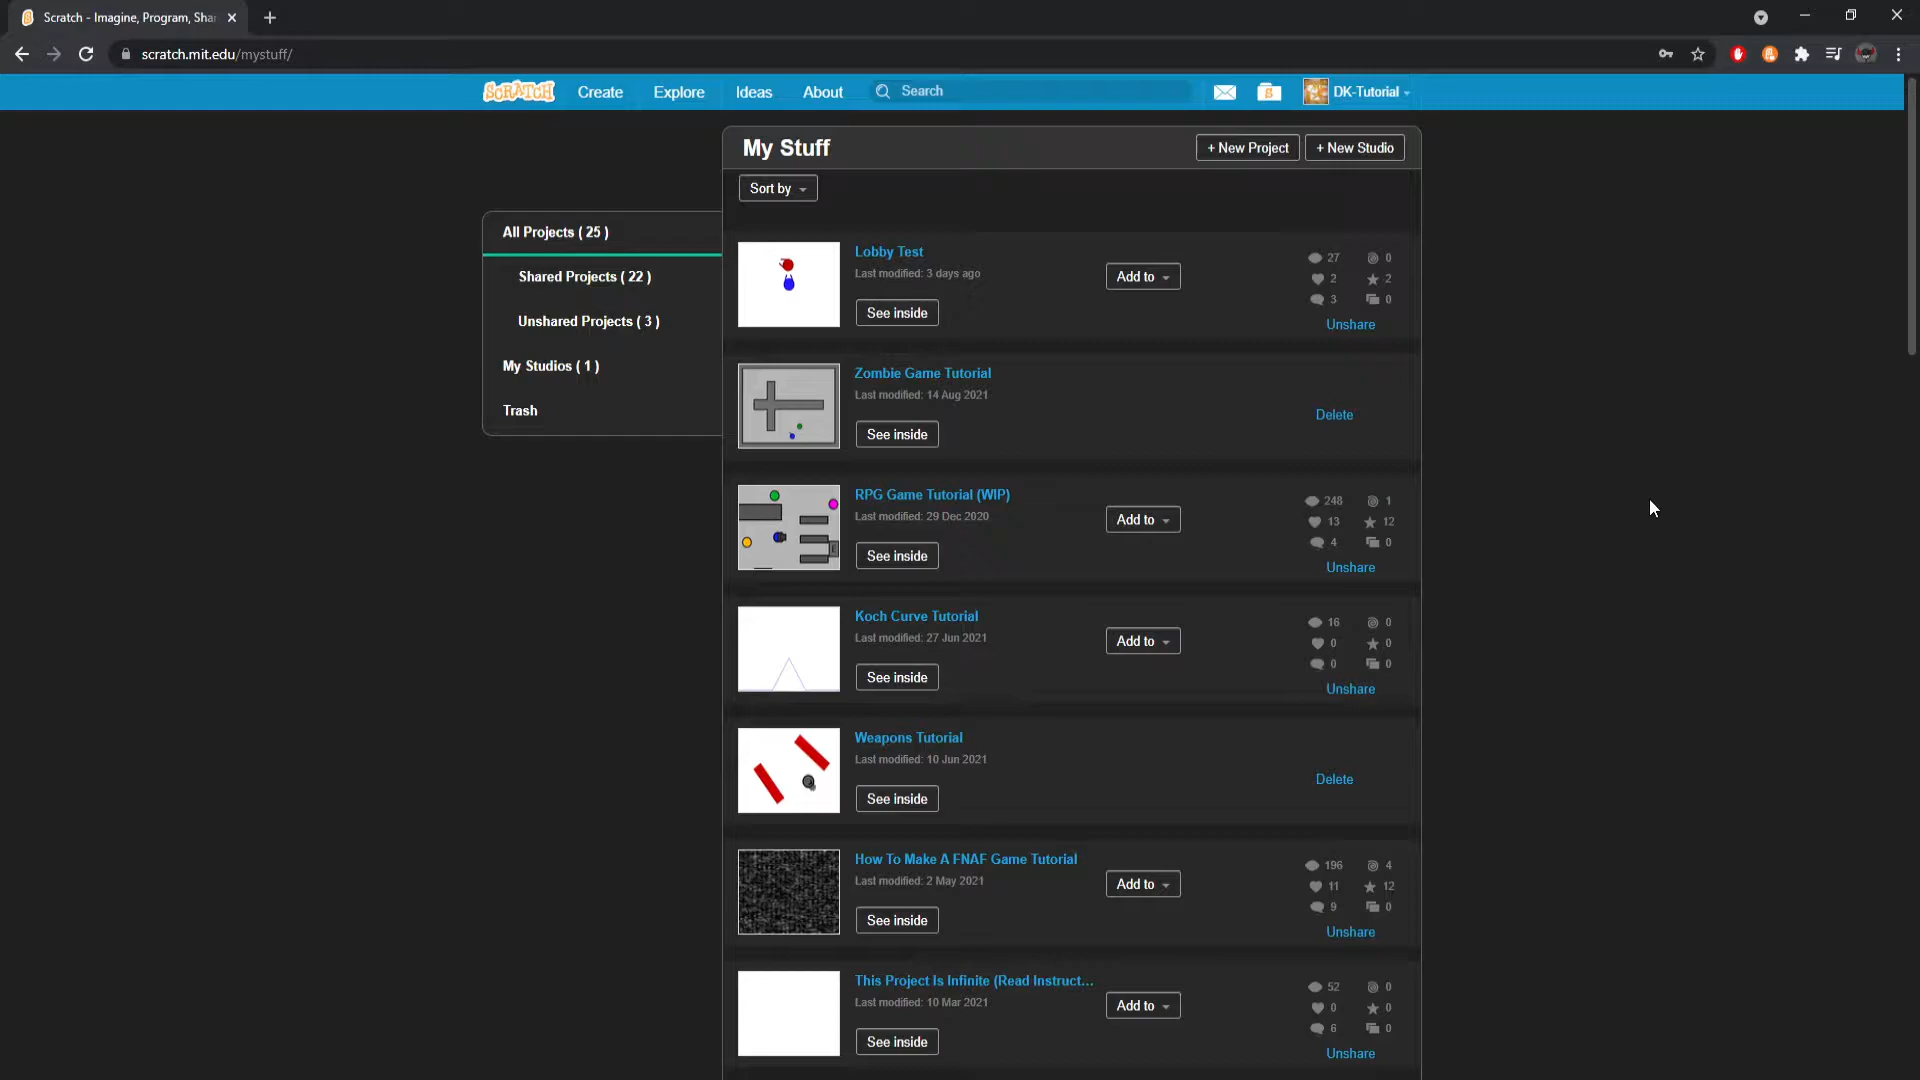 Scratch - Imagine, Program, Sha
scratch.mit.edu/mystuff/
SCRATCH Create Explore Ideas About Search DK-Tutorial
My Stuff + New Project + New Studio
Sort by
All Projects ( 25 )
Shared Projects ( 22 )
Unshared Projects ( 3 )
My Studios ( 1 )
Trash
Lobby Test
Last modified: 3 days ago
See inside
Add to
27 0
2 2
3 0
Unshare
Zombie Game Tutorial
Last modified: 14 Aug 2021
See inside
Delete
RPG Game Tutorial (WIP)
Last modified: 29 Dec 2020
See inside
Add to
248 1
13 12
4 0
Unshare
Koch Curve Tutorial
Last modified: 27 Jun 2021
See inside
Add to
16 0
0 0
0 0
Unshare
Weapons Tutorial
Last modified: 10 Jun 2021
See inside
Delete
How To Make A FNAF Game Tutorial
Last modified: 2 May 2021
See inside
Add to
196 4
11 12
9 0
Unshare
This Project Is Infinite (Read Instruct...
Last modified: 10 Mar 2021
See inside
Add to
52 0
0 0
6 0
Unshare